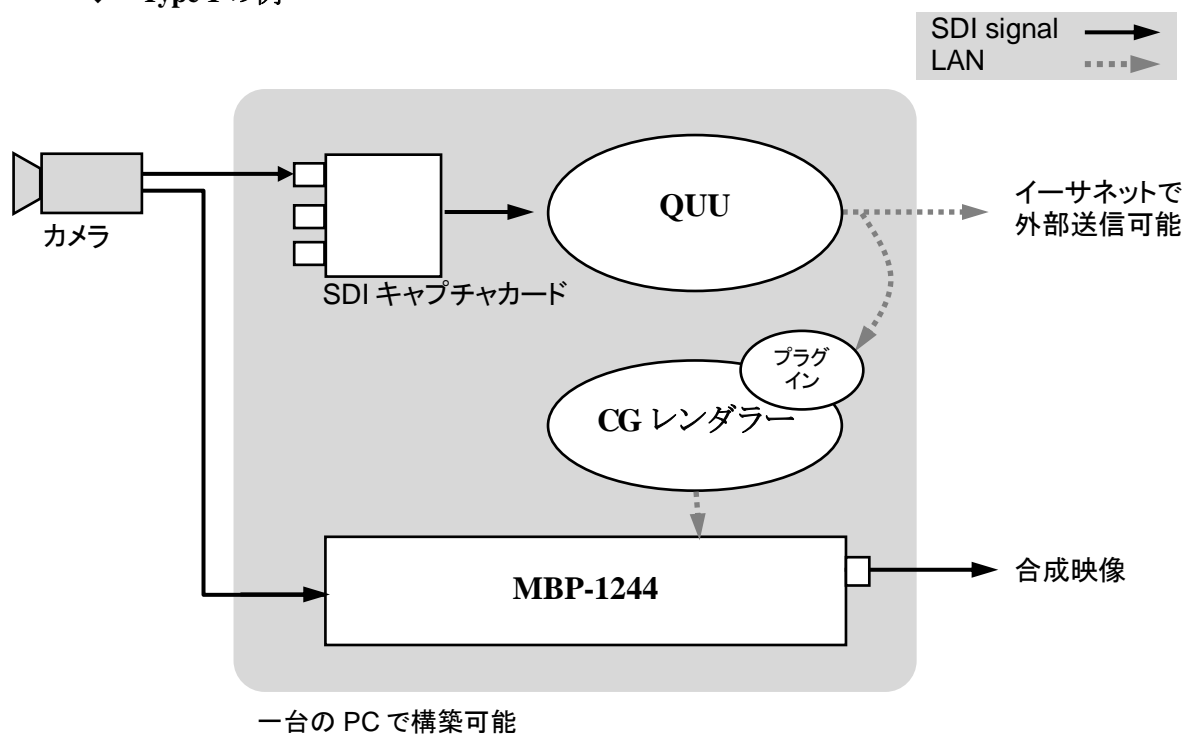 SDI signal
LAN
カメラ
SDI キャプチャカード
QUU
イーサネットで
外部送信可能
プラグ
イン
CG レンダラー
MBP-1244
合成映像
一台の PC で構築可能